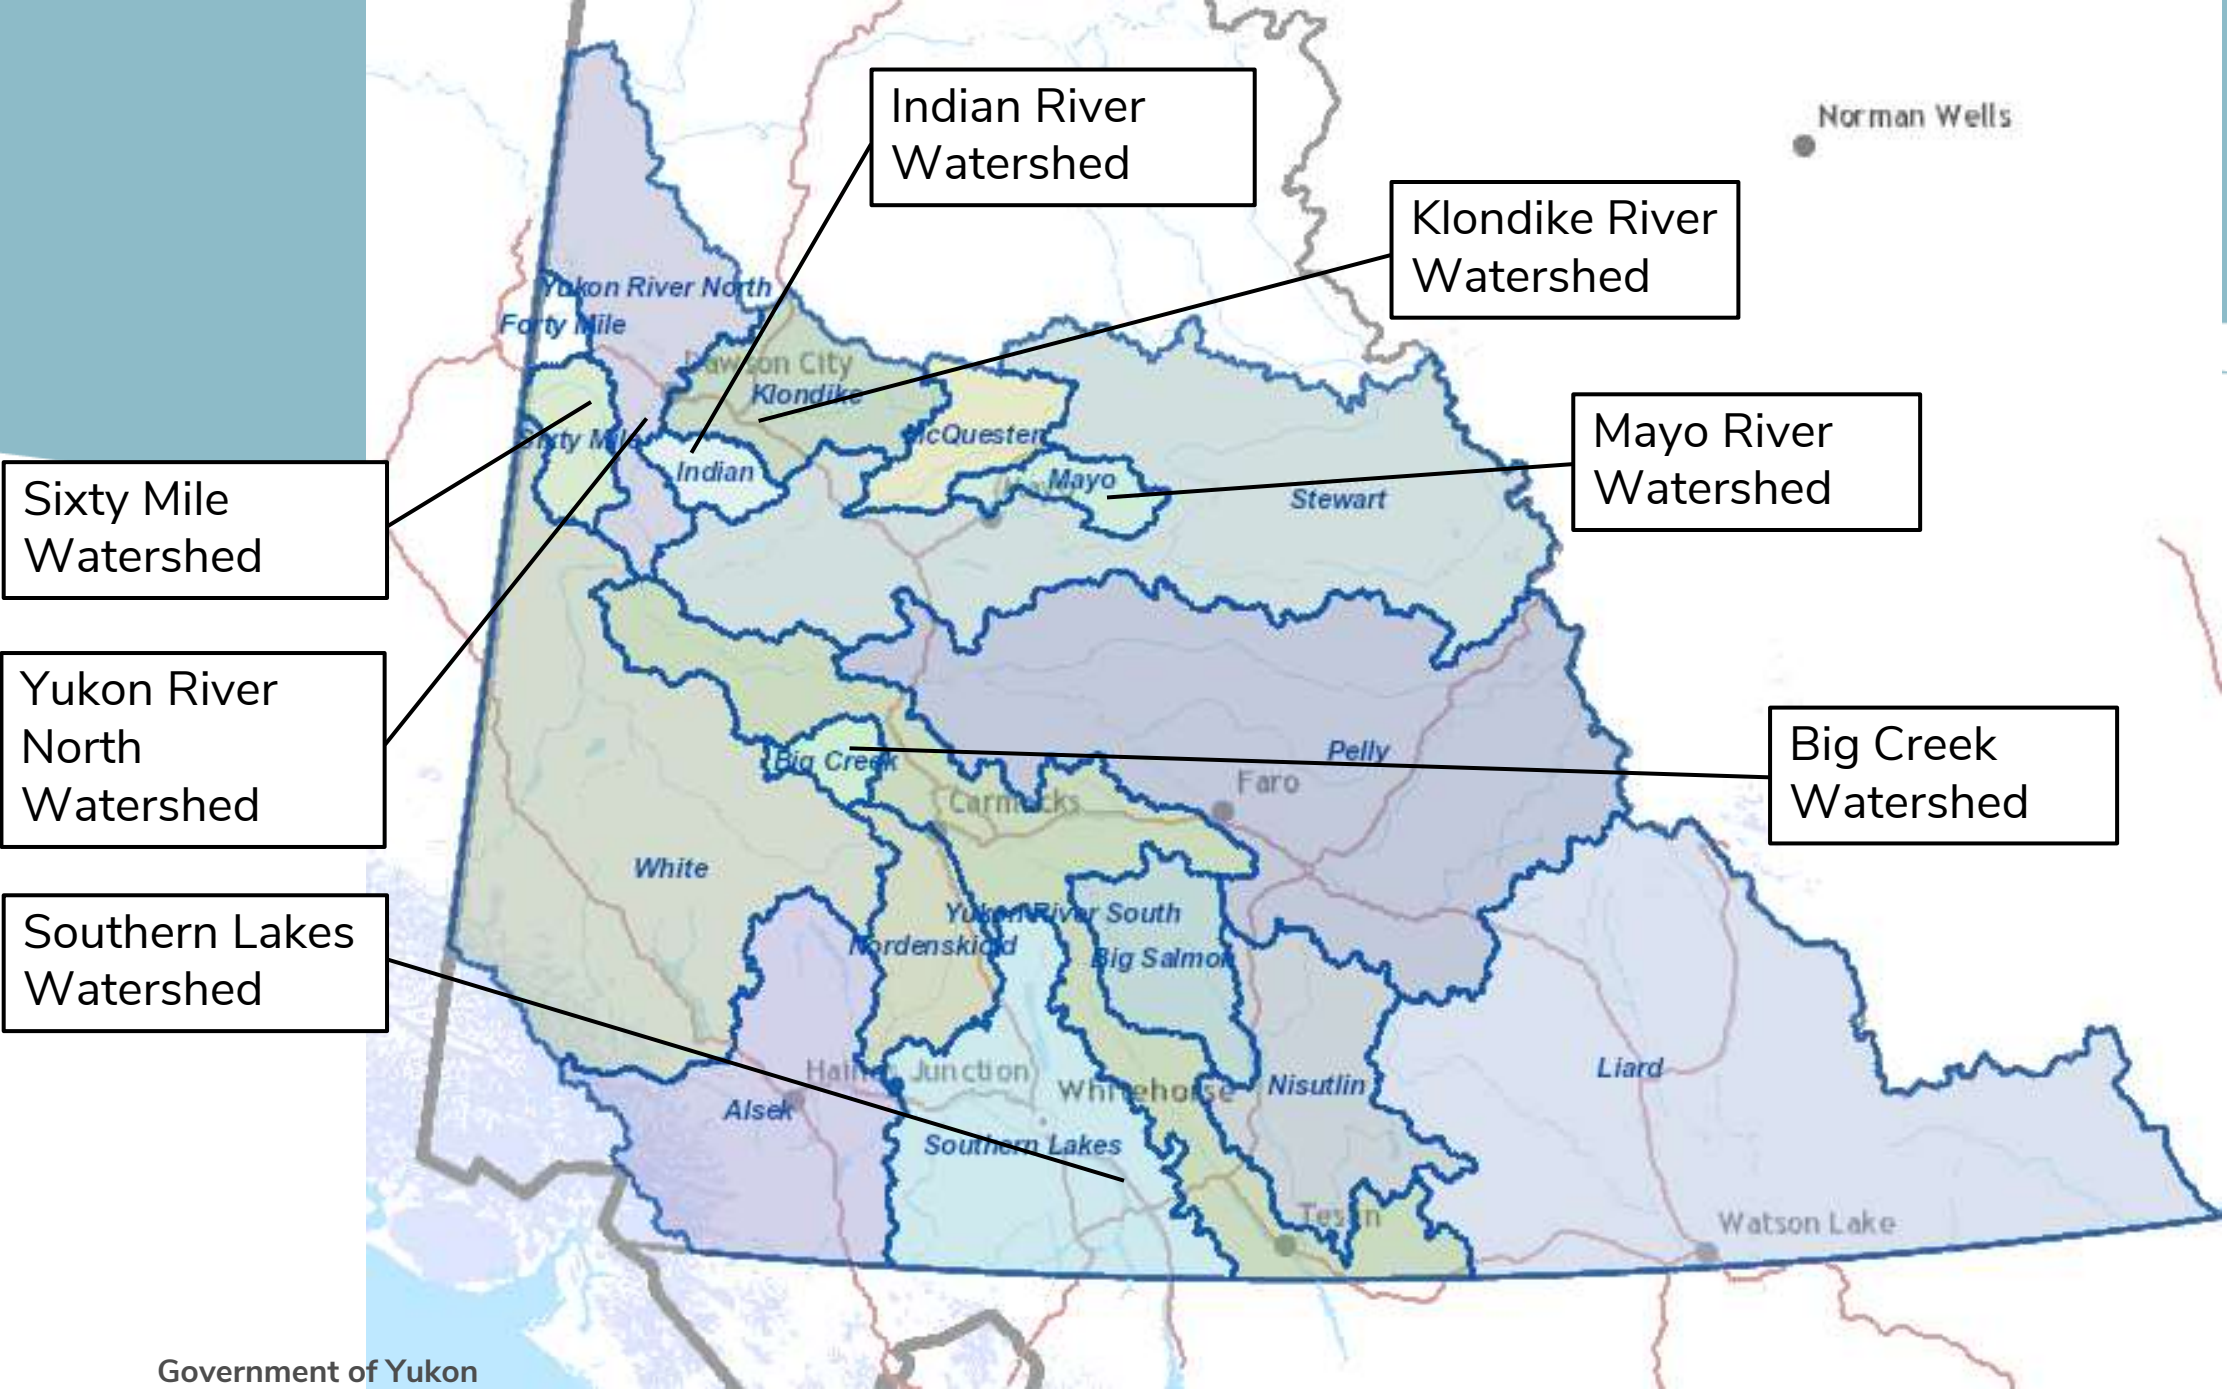 Indian River
Watershed
Norman Wells
Klondike River
Watershed
Yukon River North
Forty Mile
Dawson City
Klondike
Mayo River
Watershed
Sixty Mile
McQuesten
Indian
Mayo
Stewart
Sixty Mile
Watershed
Yukon River
North
Watershed
Big Creek
Watershed
Pelly
Big Creek
Faro
Carmacks
White
Southern Lakes
Watershed
Yukon River South
Nordenskiold
Big Salmon
Haines Junction
Whitehorse
Nisutlin
Liard
Alsek
Southern Lakes
Teslin
Watson Lake
Government of Yukon